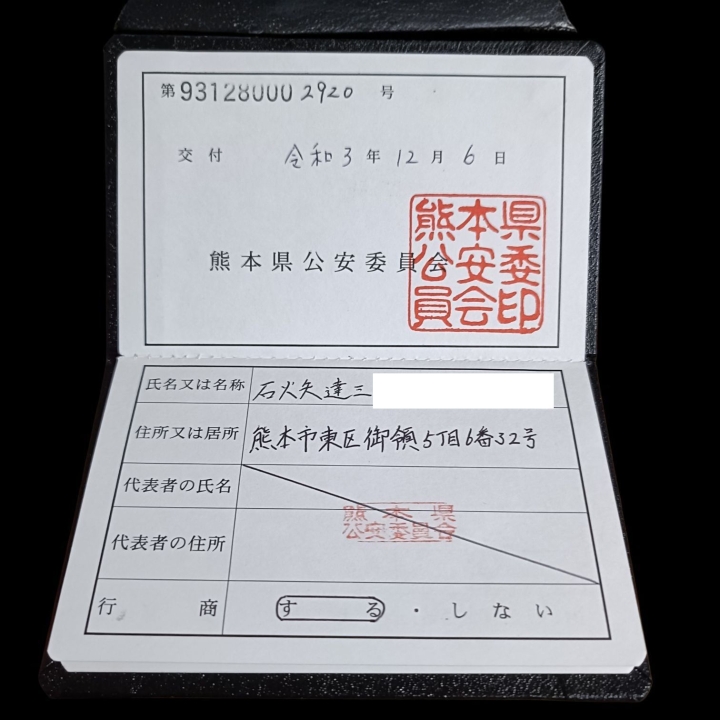 第931280002920号
交付 令和3年12月6日
熊本県公安委員会
熊本県公安委員会印
氏名又は名称 石火矢達三
住所又は居所 熊本市東区御領5丁目6番32号
代表者の氏名
熊本県
公安委員会
代表者の住所
行商 する・しない